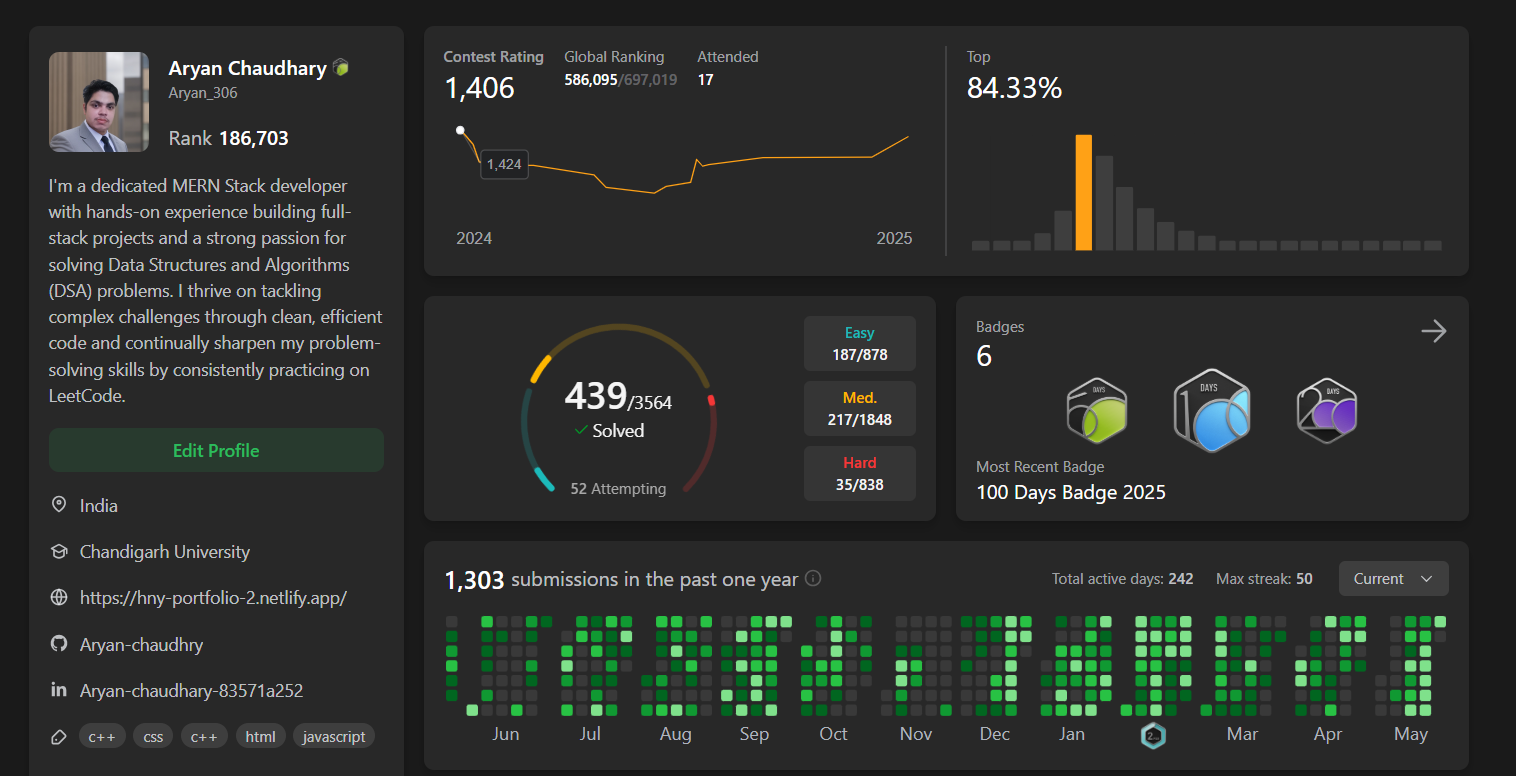 Aryan Chaudhary
Aryan_306
Rank 186,703
I'm a dedicated MERN Stack developer
with hands-on experience building full-
stack projects and a strong passion for
solving Data Structures and Algorithms
(DSA) problems. I thrive on tackling
complex challenges through clean, efficient
code and continually sharpen my problem-
solving skills by consistently practicing on
LeetCode.
Edit Profile
India
Chandigarh University
https://hny-portfolio-2.netlify.app/
Aryan-chaudhry
in Aryan-chaudhary-83571a252
c++ css c++ html javascript
Contest Rating Global Ranking Attended
1,406 586,095/697,019 17
1,424
2024 2025
Top
84.33%
439/3564
Solved
52 Attempting
Easy
187/878
Med.
217/1848
Hard
35/838
Badges
6
DAYS DAYS DAYS
50 100 200
Most Recent Badge
100 Days Badge 2025
1,303 submissions in the past one year
Total active days: 242 Max streak: 50 Current
Jun Jul Aug Sep Oct Nov Dec Jan Mar Apr May